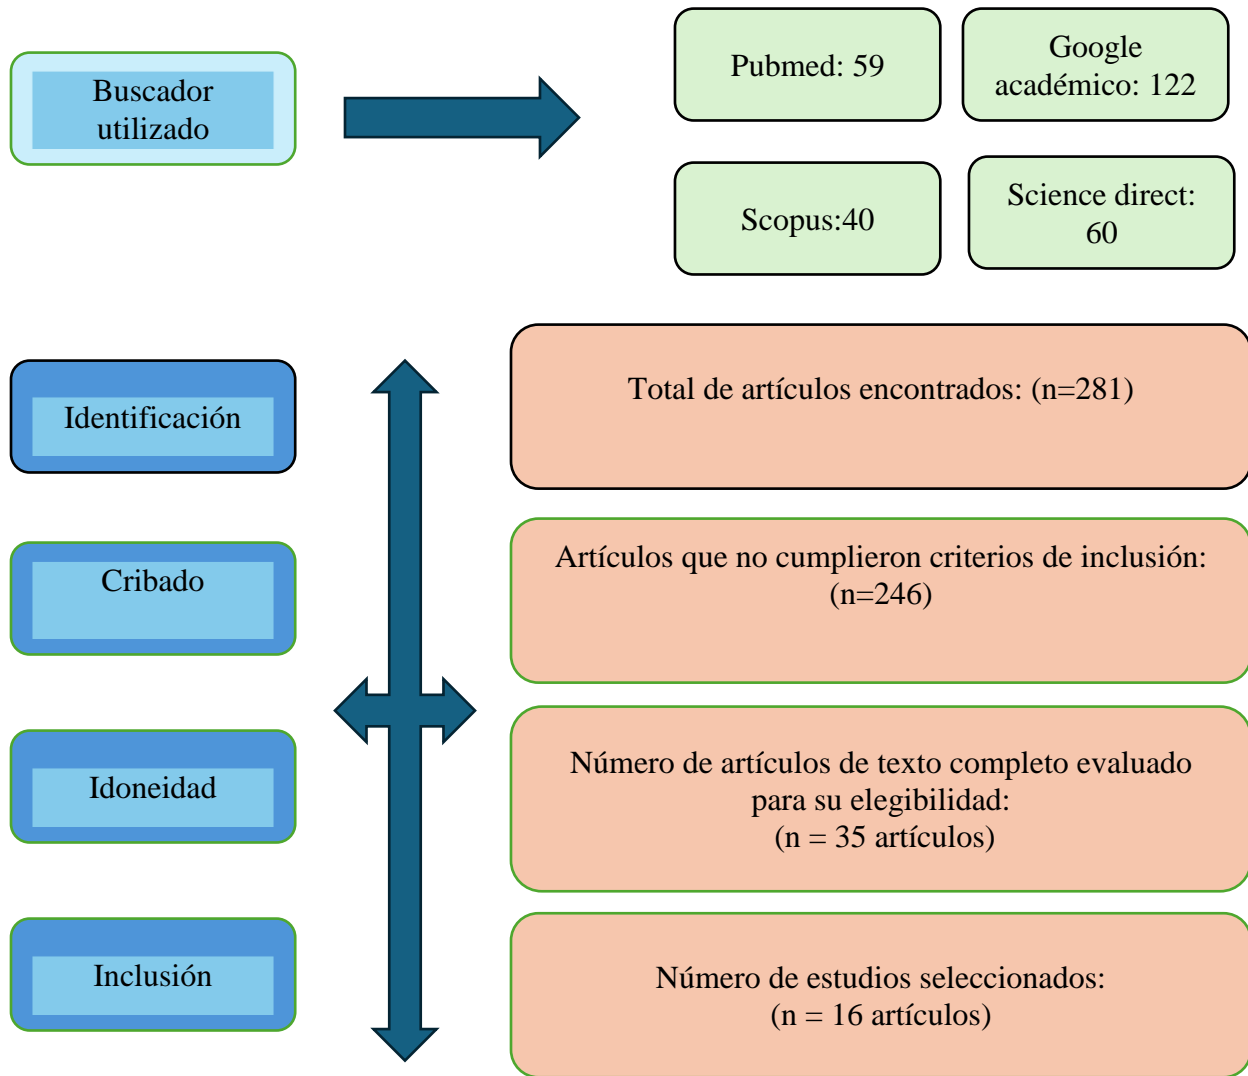 Buscador
utilizado
Pubmed: 59
Google
académico: 122
Scopus:40
Science direct:
60
Identificación
Total de artículos encontrados: (n=281)
Cribado
Artículos que no cumplieron criterios de inclusión:
(n=246)
Idoneidad
Número de artículos de texto completo evaluado
para su elegibilidad:
(n = 35 artículos)
Inclusión
Número de estudios seleccionados:
(n = 16 artículos)